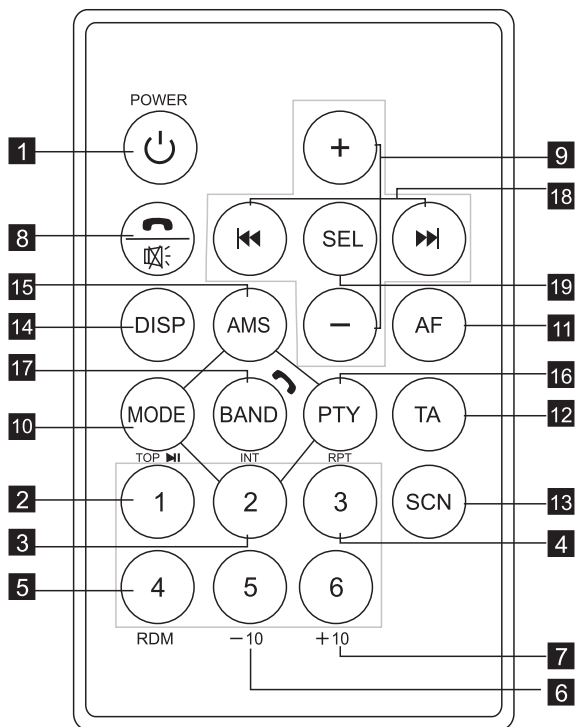 POWER
1
+
9
18
8
SEL
15
19
14
DISP
AMS
−
AF
11
17
16
10
MODE
BAND
PTY
TA
12
TOP
INT
RPT
2
1
2
3
SCN
13
3
4
5
4
5
6
RDM
−10
+10
7
6